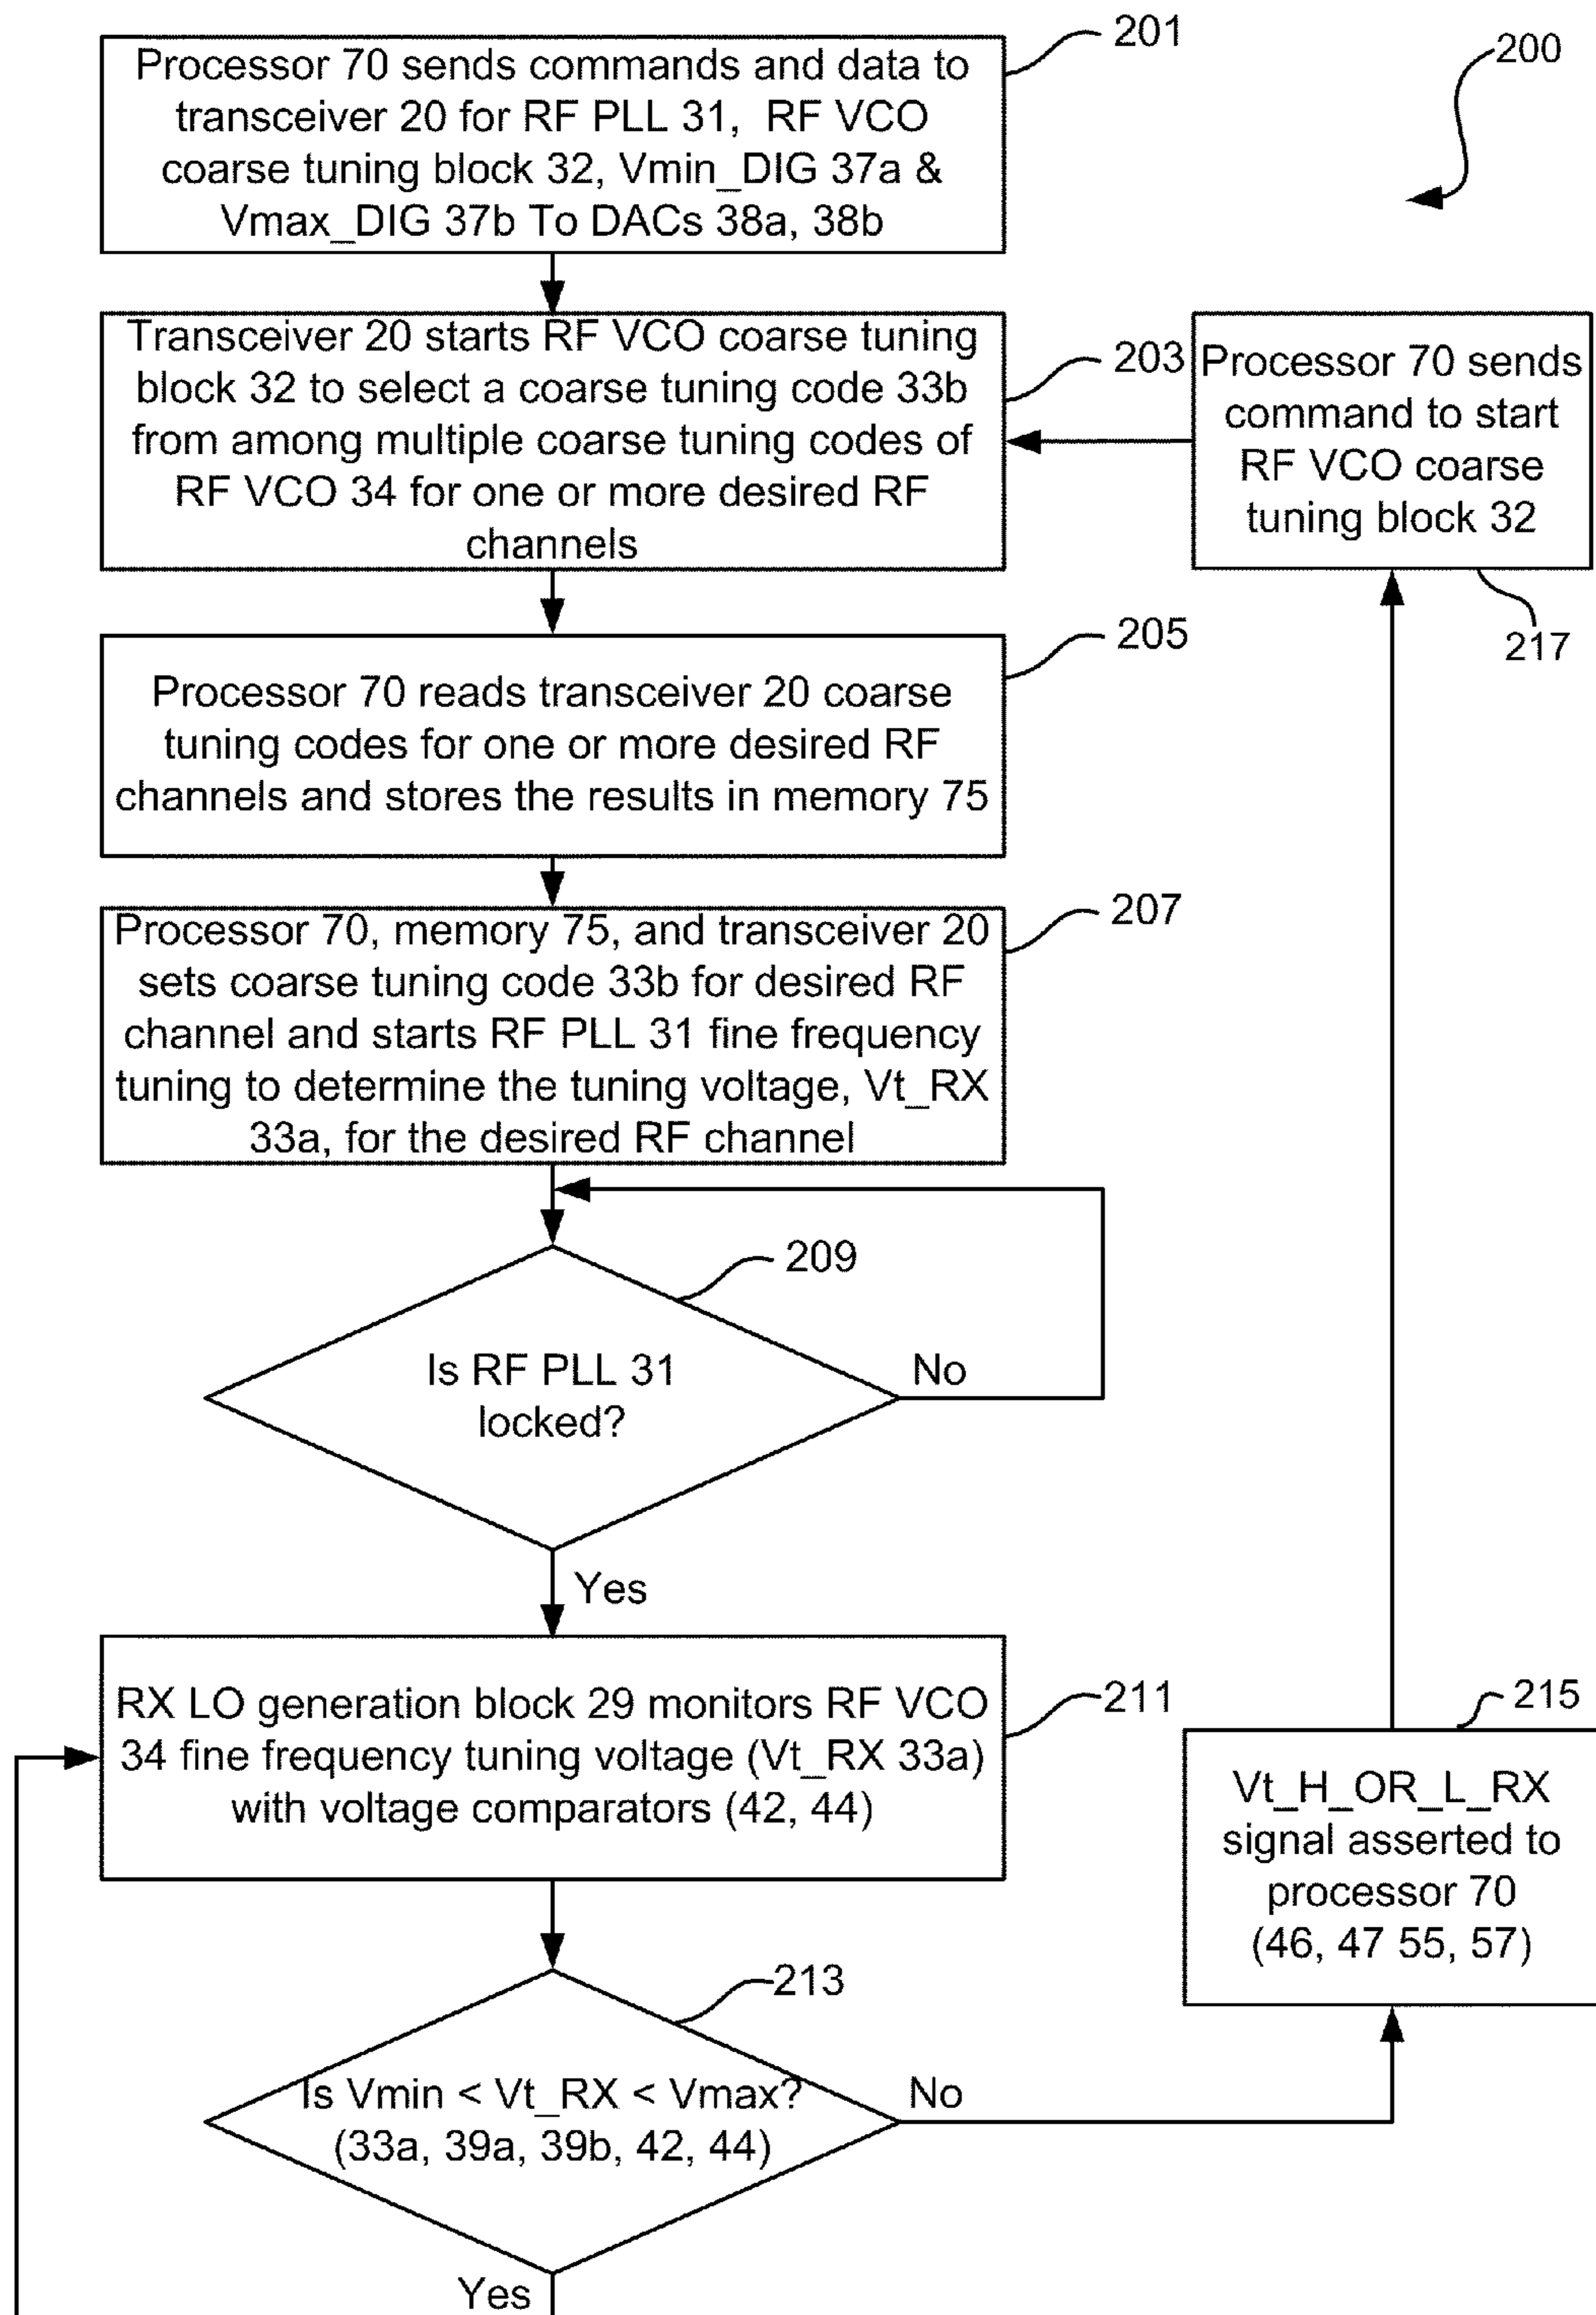 201
200
Processor 70 sends commands and data to
transceiver 20 for RF PLL 31, RF VCO
coarse tuning block 32, Vmin_DIG 37a &
Vmax_DIG 37b To DACs 38a, 38b
Transceiver 20 starts RF VCO coarse tuning
block 32 to select a coarse tuning code 33b
from among multiple coarse tuning codes of
RF VCO 34 for one or more desired RF
channels
203
Processor 70 sends
command to start
RF VCO coarse
tuning block 32
217
205
Processor 70 reads transceiver 20 coarse
tuning codes for one or more desired RF
channels and stores the results in memory 75
207
Processor 70, memory 75, and transceiver 20
sets coarse tuning code 33b for desired RF
channel and starts RF PLL 31 fine frequency
tuning to determine the tuning voltage, Vt_RX
33a, for the desired RF channel
209
Is RF PLL 31
locked?
No
Yes
211
RX LO generation block 29 monitors RF VCO
34 fine frequency tuning voltage (Vt_RX 33a)
with voltage comparators (42, 44)
215
Vt_H_OR_L_RX
signal asserted to
processor 70
(46, 47 55, 57)
213
Is Vmin < Vt_RX < Vmax?
(33a, 39a, 39b, 42, 44)
No
Yes